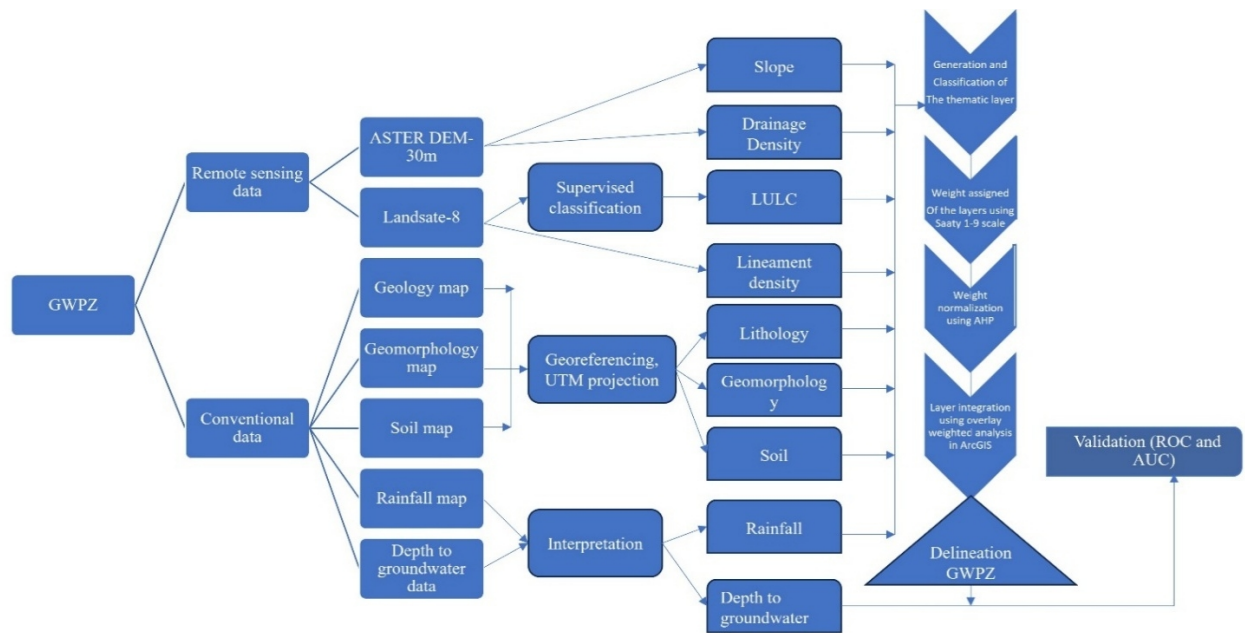 GWPZ
Remote sensing
data
Conventional
data
ASTER DEM-
30m
Landsate-8
Geology map
Geomorphology
map
Soil map
Rainfall map
Depth to
groundwater
data
Supervised
classification
Georeferencing,
UTM projection
Interpretation
Slope
Drainage
Density
LULC
Lineament
density
Lithology
Geomorpholog
y
Soil
Rainfall
Depth to
groundwater
Generation and
Classification of
The thematic layer
Weight assigned
Of the layers using
Saaty 1-9 scale
Weight
normalization
using AHP
Layer integration
using overlay
weighted analysis
in ArcGIS
Delineation
GWPZ
Validation (ROC and
AUC)